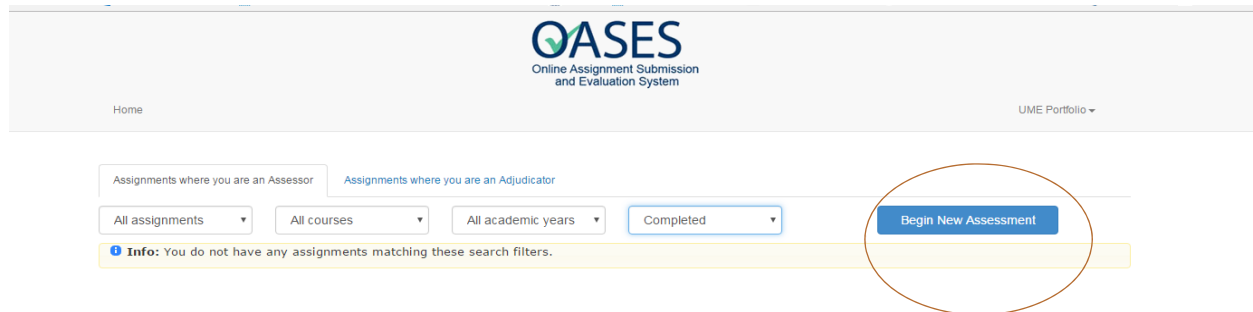 OASES
Online Assignment Submission
and Evaluation System
Home UME Portfolio
Assignments where you are an Assessor Assignments where you are an Adjudicator
All assignments All courses All academic years Completed Begin New Assessment
Info: You do not have any assignments matching these search filters.